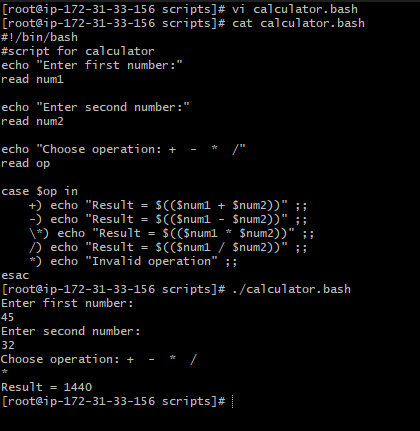 [root@ip-172-31-33-156 scripts]# vi calculator.bash
[root@ip-172-31-33-156 scripts]# cat calculator.bash
#!/bin/bash
#script for calculator
echo "Enter first number:"
read num1

echo "Enter second number:"
read num2

echo "Choose operation: +  -  *  /"
read op

case $op in
    +) echo "Result = $(($num1 + $num2))" ;;
    -) echo "Result = $(($num1 - $num2))" ;;
    \*) echo "Result = $(($num1 * $num2))" ;;
    /) echo "Result = $(($num1 / $num2))" ;;
    *) echo "Invalid operation" ;;
esac
[root@ip-172-31-33-156 scripts]# ./calculator.bash
Enter first number:
45
Enter second number:
32
Choose operation: +  -  *  /
*
Result = 1440
[root@ip-172-31-33-156 scripts]#